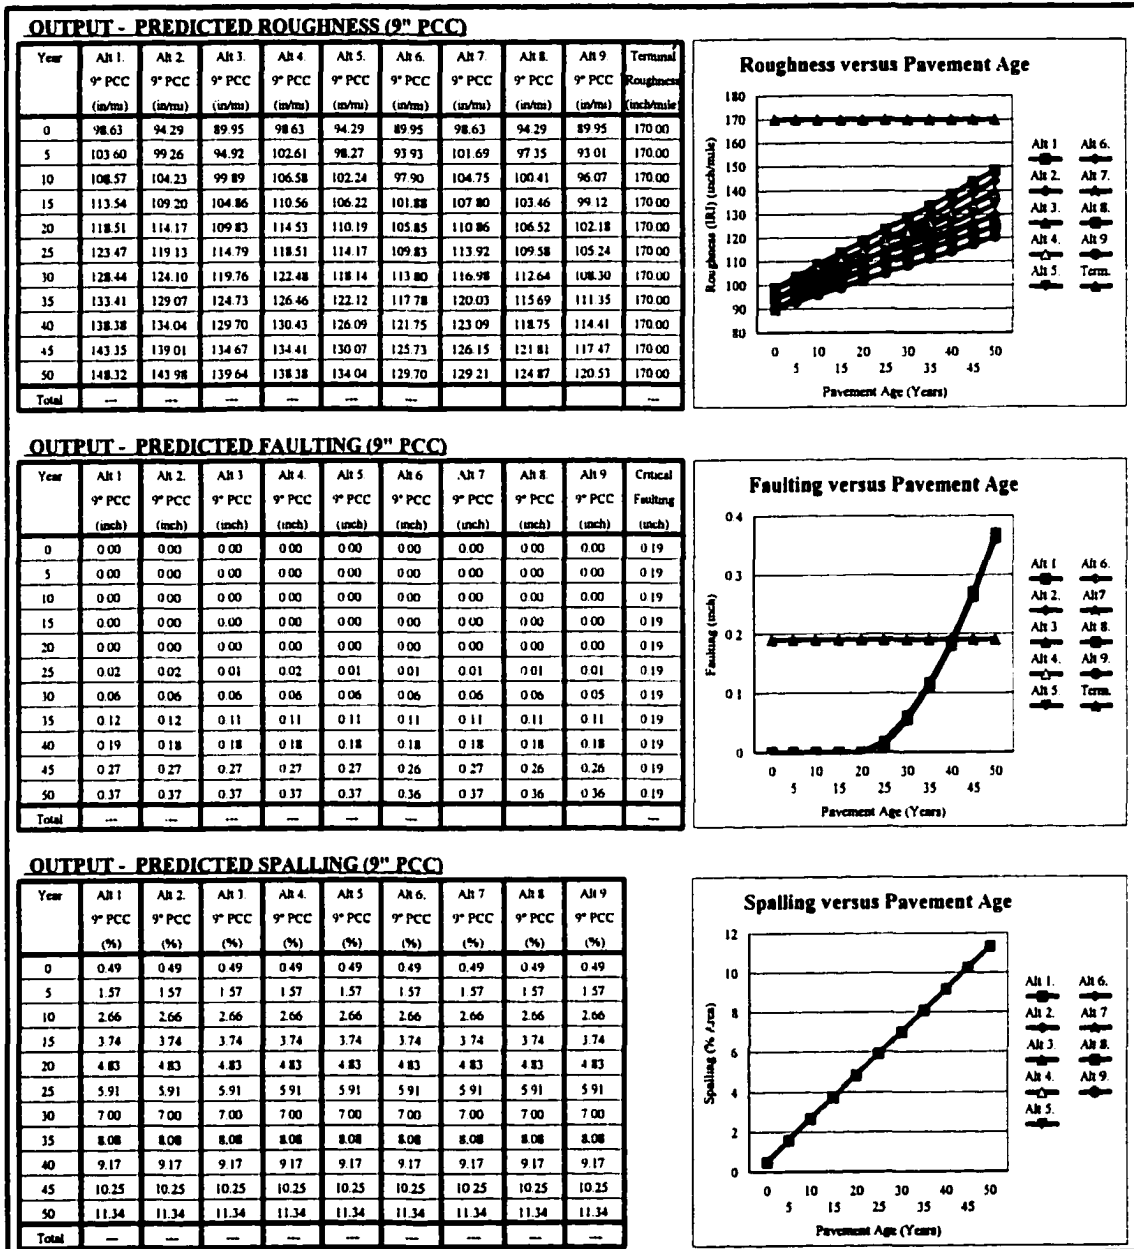 OUTPUT - PREDICTED ROUGHNESS (9" PCC)
Year Alt 1. Alt 2. Alt 3. Alt 4. Alt 5. Alt 6. Alt 7. Alt 8. Alt 9. Terminal
9" PCC 9" PCC 9" PCC 9" PCC 9" PCC 9" PCC 9" PCC 9" PCC 9" PCC Roughness
(in/mi) (in/mi) (in/mi) (in/mi) (in/mi) (in/mi) (in/mi) (in/mi) (in/mi) (inch/mile)
0 98.63 94.29 89.95 98.63 94.29 89.95 98.63 94.29 89.95 170.00
5 103.60 99.26 94.92 102.61 98.27 93.93 101.69 97.35 93.01 170.00
10 108.57 104.23 99.89 106.58 102.24 97.90 104.75 100.41 96.07 170.00
15 113.54 109.20 104.86 110.56 106.22 101.88 107.80 103.46 99.12 170.00
20 118.51 114.17 109.83 114.53 110.19 105.85 110.86 106.52 102.18 170.00
25 123.47 119.13 114.79 118.51 114.17 109.83 113.92 109.58 105.24 170.00
30 128.44 124.10 119.76 122.48 118.14 113.80 116.98 112.64 108.30 170.00
35 133.41 129.07 124.73 126.46 122.12 117.78 120.03 115.69 111.35 170.00
40 138.38 134.04 129.70 130.43 126.09 121.75 123.09 118.75 114.41 170.00
45 143.35 139.01 134.67 134.41 130.07 125.73 126.15 121.81 117.47 170.00
50 148.32 143.98 139.64 138.38 134.04 129.70 129.21 124.87 120.53 170.00
Total --- --- --- --- --- --- ---
Roughness versus Pavement Age
Roughness (IRI) (inch/mile)
180
170
160
150
140
130
120
110
100
90
80
0 10 20 30 40 50
5 15 25 35 45
Pavement Age (Years)
Alt 1 Alt 6.
Alt 2. Alt 7.
Alt 3. Alt 8.
Alt 4. Alt 9
Alt 5. Term.
OUTPUT - PREDICTED FAULTING (9" PCC)
Year Alt 1 Alt 2. Alt 3 Alt 4. Alt 5 Alt 6 Alt 7 Alt 8. Alt 9 Critical
9" PCC 9" PCC 9" PCC 9" PCC 9" PCC 9" PCC 9" PCC 9" PCC 9" PCC Faulting
(inch) (inch) (inch) (inch) (inch) (inch) (inch) (inch) (inch) (inch)
0 0.00 0.00 0.00 0.00 0.00 0.00 0.00 0.00 0.00 0.19
5 0.00 0.00 0.00 0.00 0.00 0.00 0.00 0.00 0.00 0.19
10 0.00 0.00 0.00 0.00 0.00 0.00 0.00 0.00 0.00 0.19
15 0.00 0.00 0.00 0.00 0.00 0.00 0.00 0.00 0.00 0.19
20 0.00 0.00 0.00 0.00 0.00 0.00 0.00 0.00 0.00 0.19
25 0.02 0.02 0.01 0.02 0.01 0.01 0.01 0.01 0.01 0.19
30 0.06 0.06 0.06 0.06 0.06 0.06 0.06 0.06 0.05 0.19
35 0.12 0.12 0.11 0.11 0.11 0.11 0.11 0.11 0.11 0.19
40 0.19 0.18 0.18 0.18 0.18 0.18 0.18 0.18 0.18 0.19
45 0.27 0.27 0.27 0.27 0.27 0.26 0.27 0.26 0.26 0.19
50 0.37 0.37 0.37 0.37 0.37 0.36 0.37 0.36 0.36 0.19
Total --- --- --- --- --- --- ---
Faulting versus Pavement Age
Faulting (inch)
0.4
0.3
0.2
0.1
0
0 10 20 30 40 50
5 15 25 35 45
Pavement Age (Years)
Alt 1 Alt 6.
Alt 2. Alt7
Alt 3 Alt 8.
Alt 4. Alt 9.
Alt 5 Term.
OUTPUT - PREDICTED SPALLING (9" PCC)
Year Alt 1 Alt 2. Alt 3. Alt 4. Alt 5 Alt 6. Alt 7 Alt 8 Alt 9
9" PCC 9" PCC 9" PCC 9" PCC 9" PCC 9" PCC 9" PCC 9" PCC 9" PCC
(%) (%) (%) (%) (%) (%) (%) (%) (%)
0 0.49 0.49 0.49 0.49 0.49 0.49 0.49 0.49 0.49
5 1.57 1.57 1.57 1.57 1.57 1.57 1.57 1.57 1.57
10 2.66 2.66 2.66 2.66 2.66 2.66 2.66 2.66 2.66
15 3.74 3.74 3.74 3.74 3.74 3.74 3.74 3.74 3.74
20 4.83 4.83 4.83 4.83 4.83 4.83 4.83 4.83 4.83
25 5.91 5.91 5.91 5.91 5.91 5.91 5.91 5.91 5.91
30 7.00 7.00 7.00 7.00 7.00 7.00 7.00 7.00 7.00
35 8.08 8.08 8.08 8.08 8.08 8.08 8.08 8.08 8.08
40 9.17 9.17 9.17 9.17 9.17 9.17 9.17 9.17 9.17
45 10.25 10.25 10.25 10.25 10.25 10.25 10.25 10.25 10.25
50 11.34 11.34 11.34 11.34 11.34 11.34 11.34 11.34 11.34
Total --- --- --- --- --- --- --- --- ---
Spalling versus Pavement Age
Spalling (% Area)
12
10
8
6
4
2
0
0 10 20 30 40 50
5 15 25 35 45
Pavement Age (Years)
Alt 1. Alt 6.
Alt 2. Alt 7
Alt 3. Alt 8.
Alt 4. Alt 9.
Alt 5.